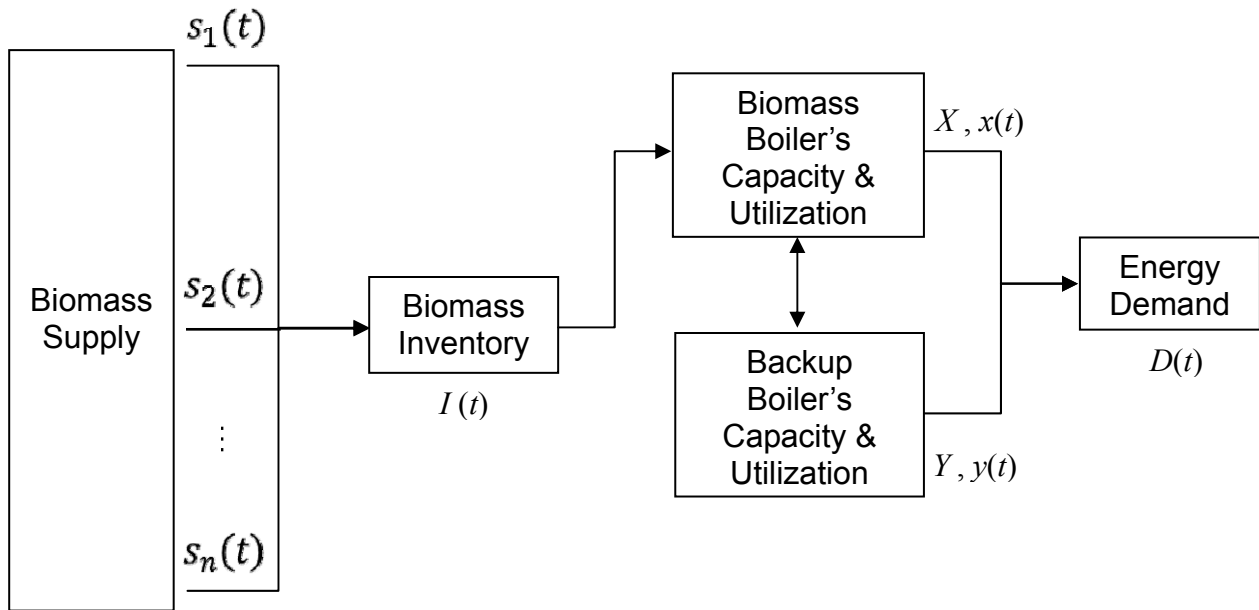 s₁(t)
Biomass
Supply
s₂(t)
⋮
sₙ(t)
Biomass
Inventory
I (t)
Biomass
Boiler’s
Capacity &
Utilization
X , x(t)
Backup
Boiler’s
Capacity &
Utilization
Y , y(t)
Energy
Demand
D(t)